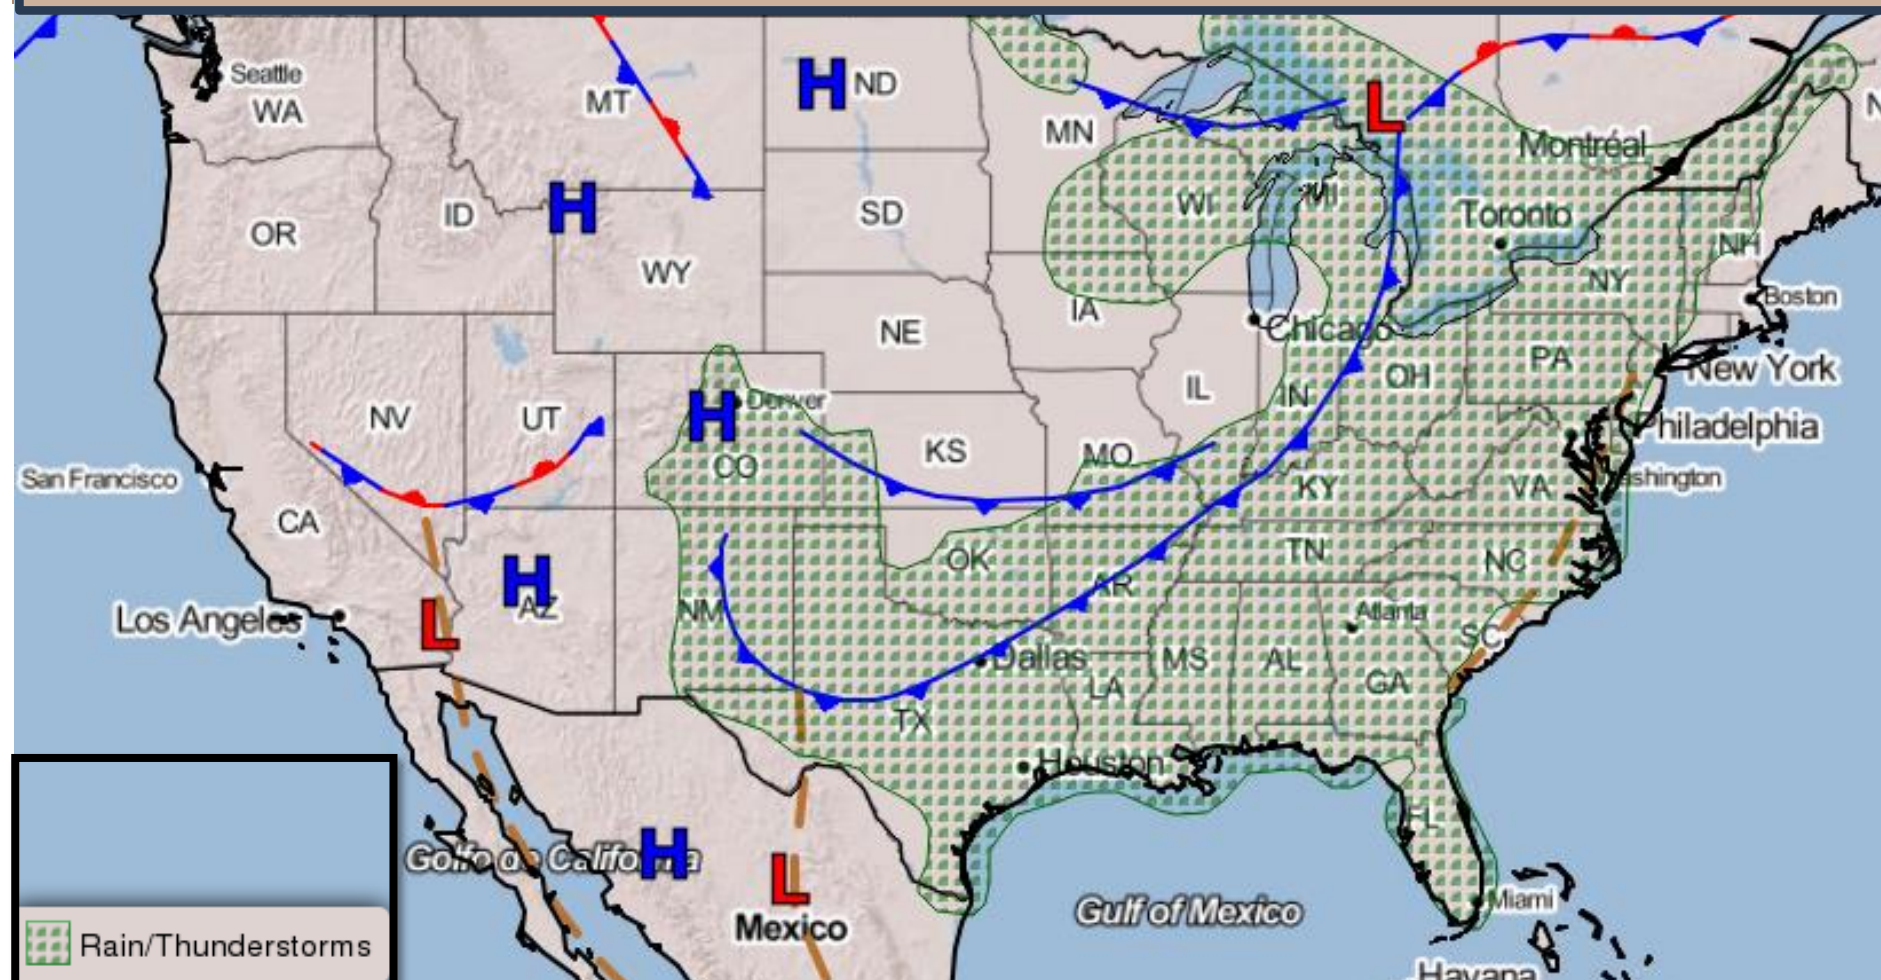 H
ND
Seattle
WA
MT
L
MN
N
Montréal
H
ID
SD
WI
MI
Toronto
OR
NH
WY
NY
IA
Boston
NE
Chicago
PA
New York
OH
IL
IN
H
Denver
NV
UT
Philadelphia
KS
MO
CO
San Francisco
KY
VA
ashington
CA
TN
OK
NC
H
AR
AZ
NM
Atlanta
Los Angeles
L
SC
Dallas
MS
AL
LA
GA
TX
Houston
FL
Golfo de California
H
L
Miami
Gulf of Mexico
Mexico
Rain/Thunderstorms
Havana